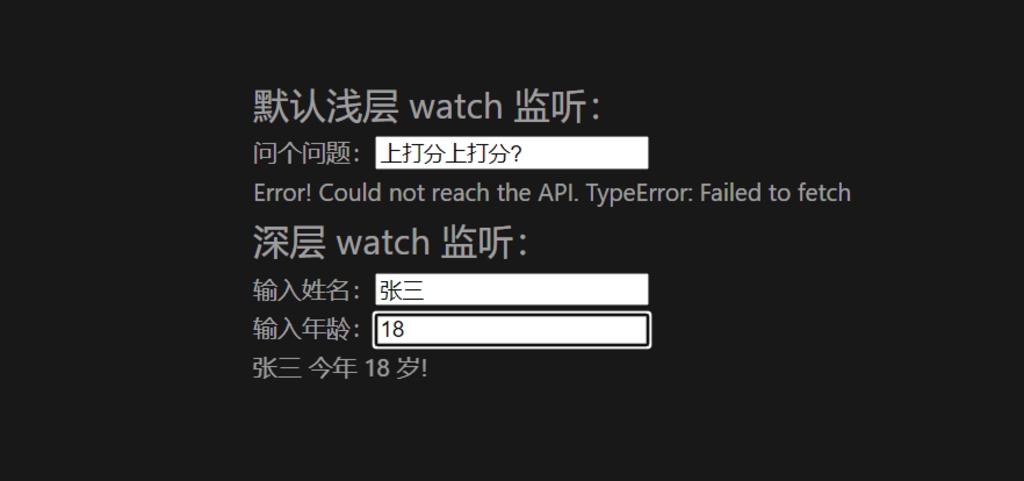 默认浅层 watch 监听：
问个问题： 上打分上打分?
Error! Could not reach the API. TypeError: Failed to fetch
深层 watch 监听：
输入姓名： 张三
输入年龄： 18
张三 今年 18 岁!